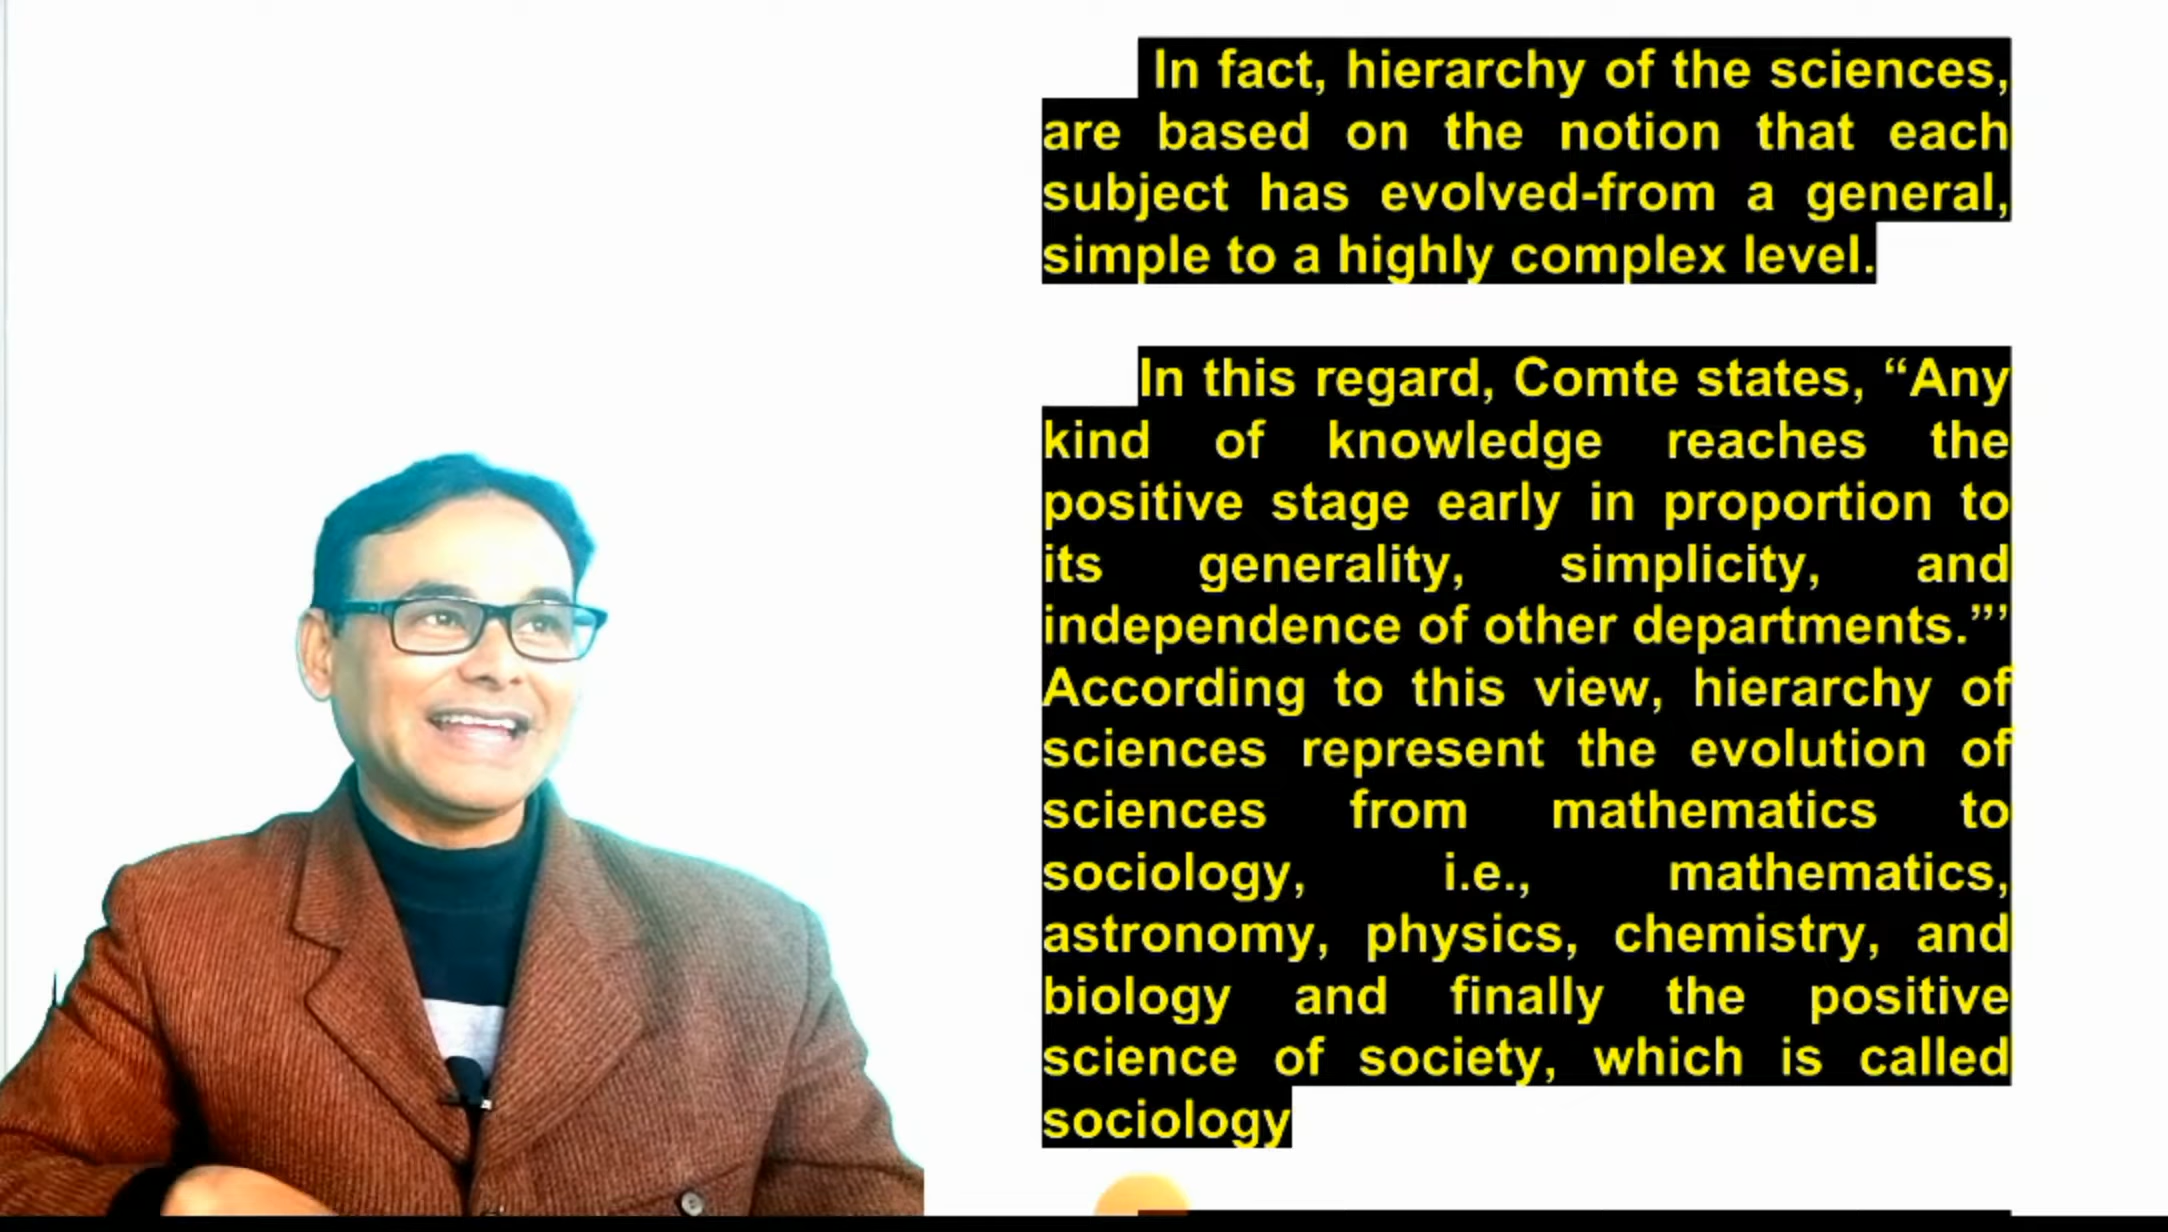 In fact, hierarchy of the sciences,
are based on the notion that each
subject has evolved-from a general,
simple to a highly complex level.
In this regard, Comte states, “Any
kind of knowledge reaches the
positive stage early in proportion to
its generality, simplicity, and
independence of other departments.”’
According to this view, hierarchy of
sciences represent the evolution of
sciences from mathematics to
sociology, i.e., mathematics,
astronomy, physics, chemistry, and
biology and finally the positive
science of society, which is called
sociology